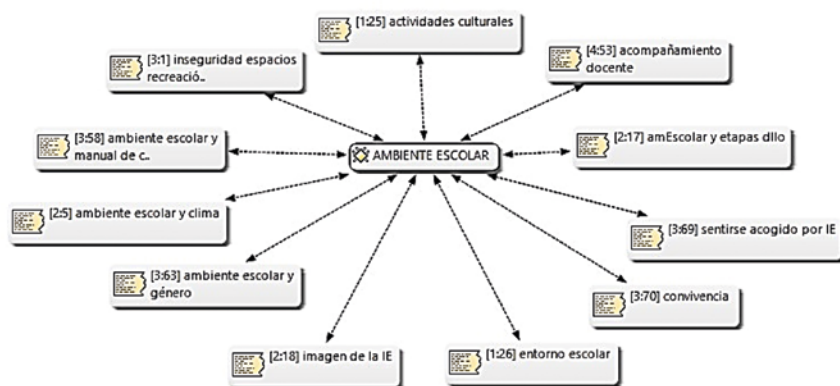 [1:25] actividades culturales
[3:1] inseguridad espacios
recreació..
[4:53] acompañamiento
docente
[3:58] ambiente escolar y
manual de c..
AMBIENTE ESCOLAR
[2:17] amEscolar y etapas dllo
[2:5] ambiente escolar y clima
[3:69] sentirse acogido por IE
[3:63] ambiente escolar y
género
[3:70] convivencia
[2:18] imagen de la IE
[1:26] entorno escolar